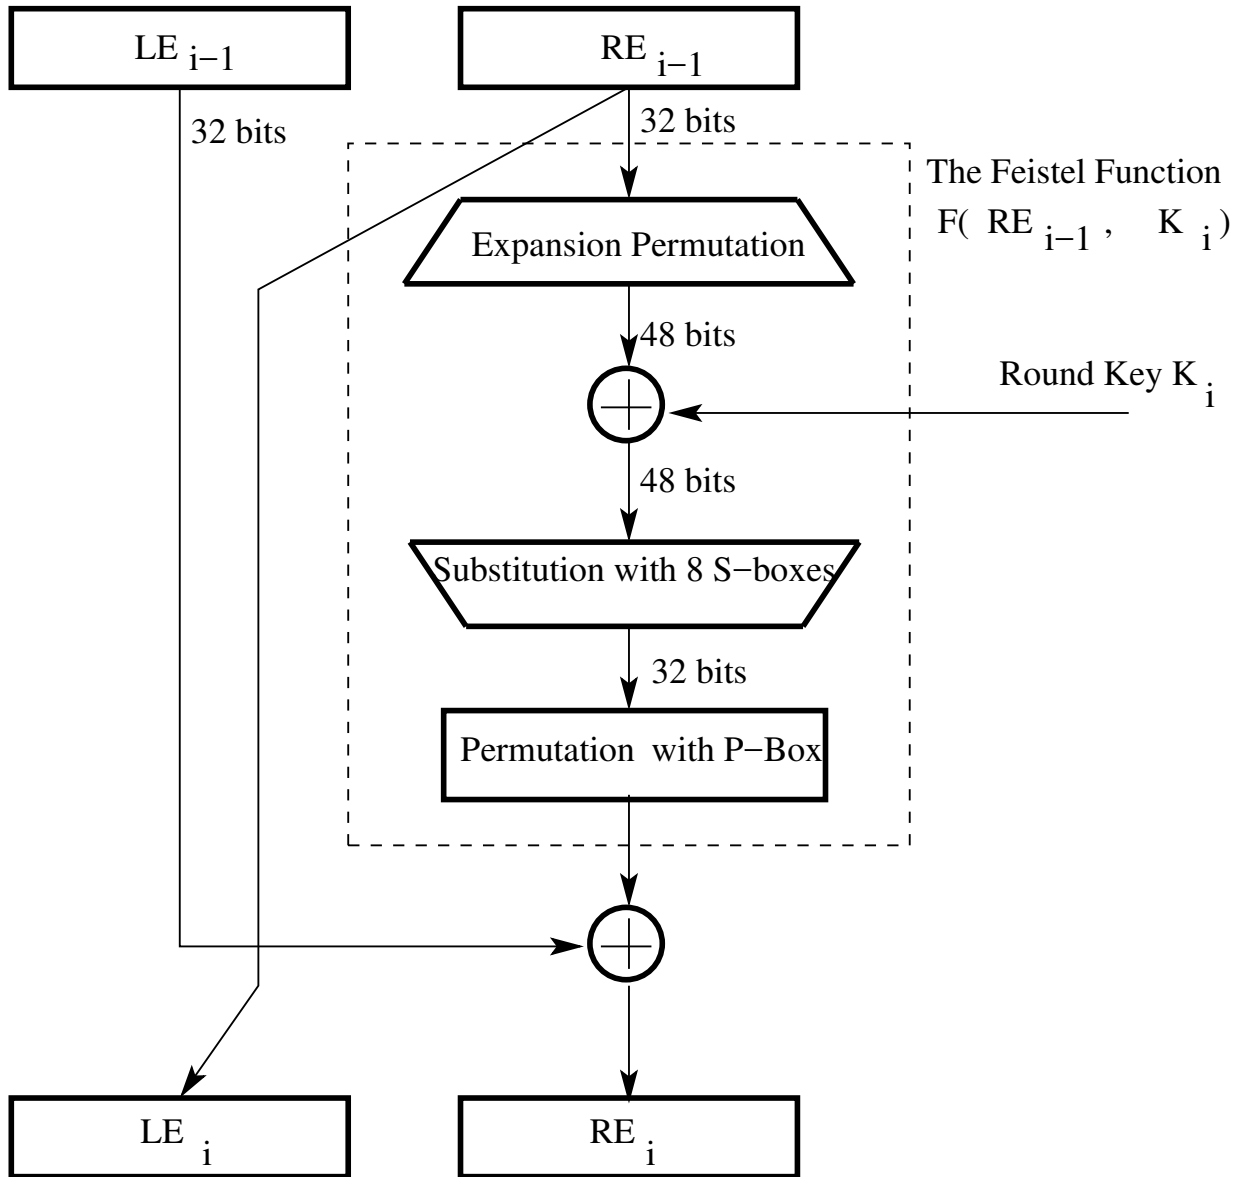 LE i−1
RE i−1
32 bits
32 bits
The Feistel Function
F( RE i−1 , K i )
Expansion Permutation
48 bits
Round Key K i
48 bits
Substitution with 8 S−boxes
32 bits
Permutation with P−Box
LE i
RE i